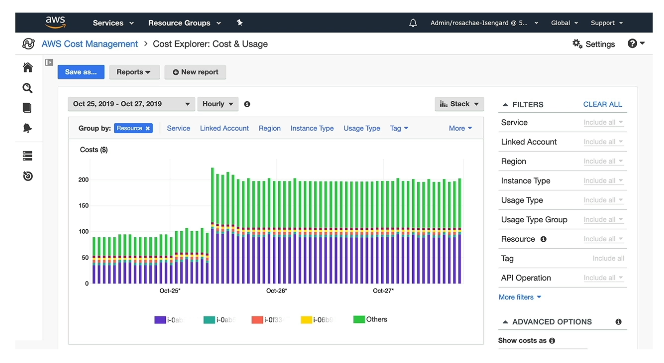 aws Services Resource Groups Admin/rosachae-Isengard @ 5... Global Support
AWS Cost Management > Cost Explorer: Cost & Usage Settings
Save as... Reports New report
Oct 25, 2019 - Oct 27, 2019 Hourly Stack
Group by: Resource × Service Linked Account Region Instance Type Usage Type Tag More
Costs ($)
200
150
100
50
0
Oct-25* Oct-26* Oct-27*
Others
FILTERS CLEAR ALL
Service Include all
Linked Account Include all
Region Include all
Instance Type Include all
Usage Type Include all
Usage Type Group Include all
Resource Include all
Tag Include all
API Operation Include all
More filters
ADVANCED OPTIONS
Show costs as